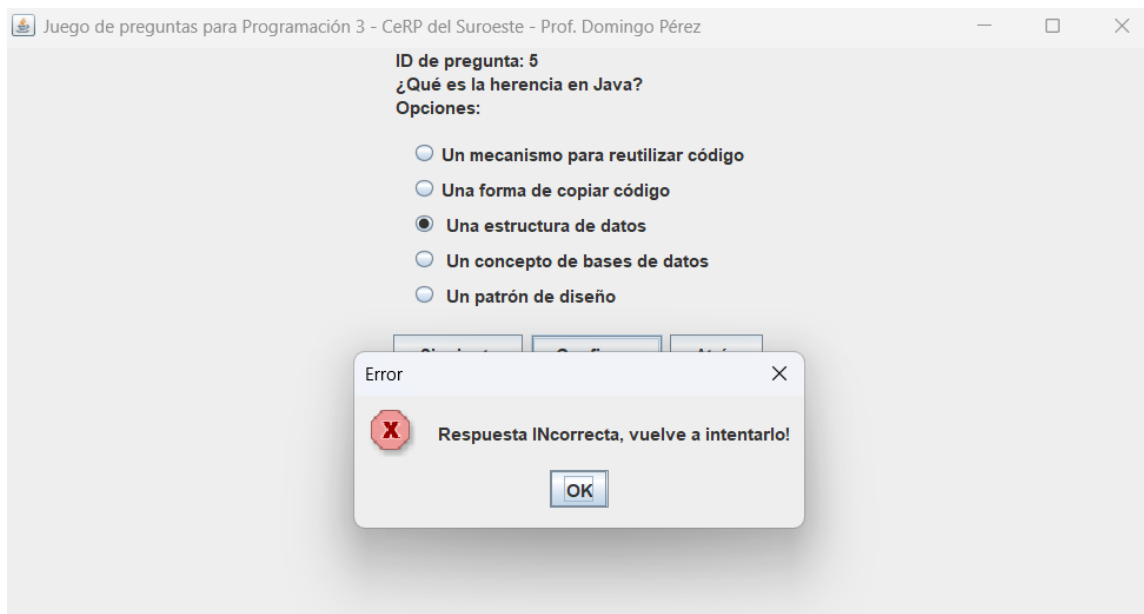 Juego de preguntas para Programación 3 - CeRP del Suroeste - Prof. Domingo Pérez
ID de pregunta: 5
¿Qué es la herencia en Java?
Opciones:
Un mecanismo para reutilizar código
Una forma de copiar código
Una estructura de datos
Un concepto de bases de datos
Un patrón de diseño
Error
Respuesta INcorrecta, vuelve a intentarlo!
OK